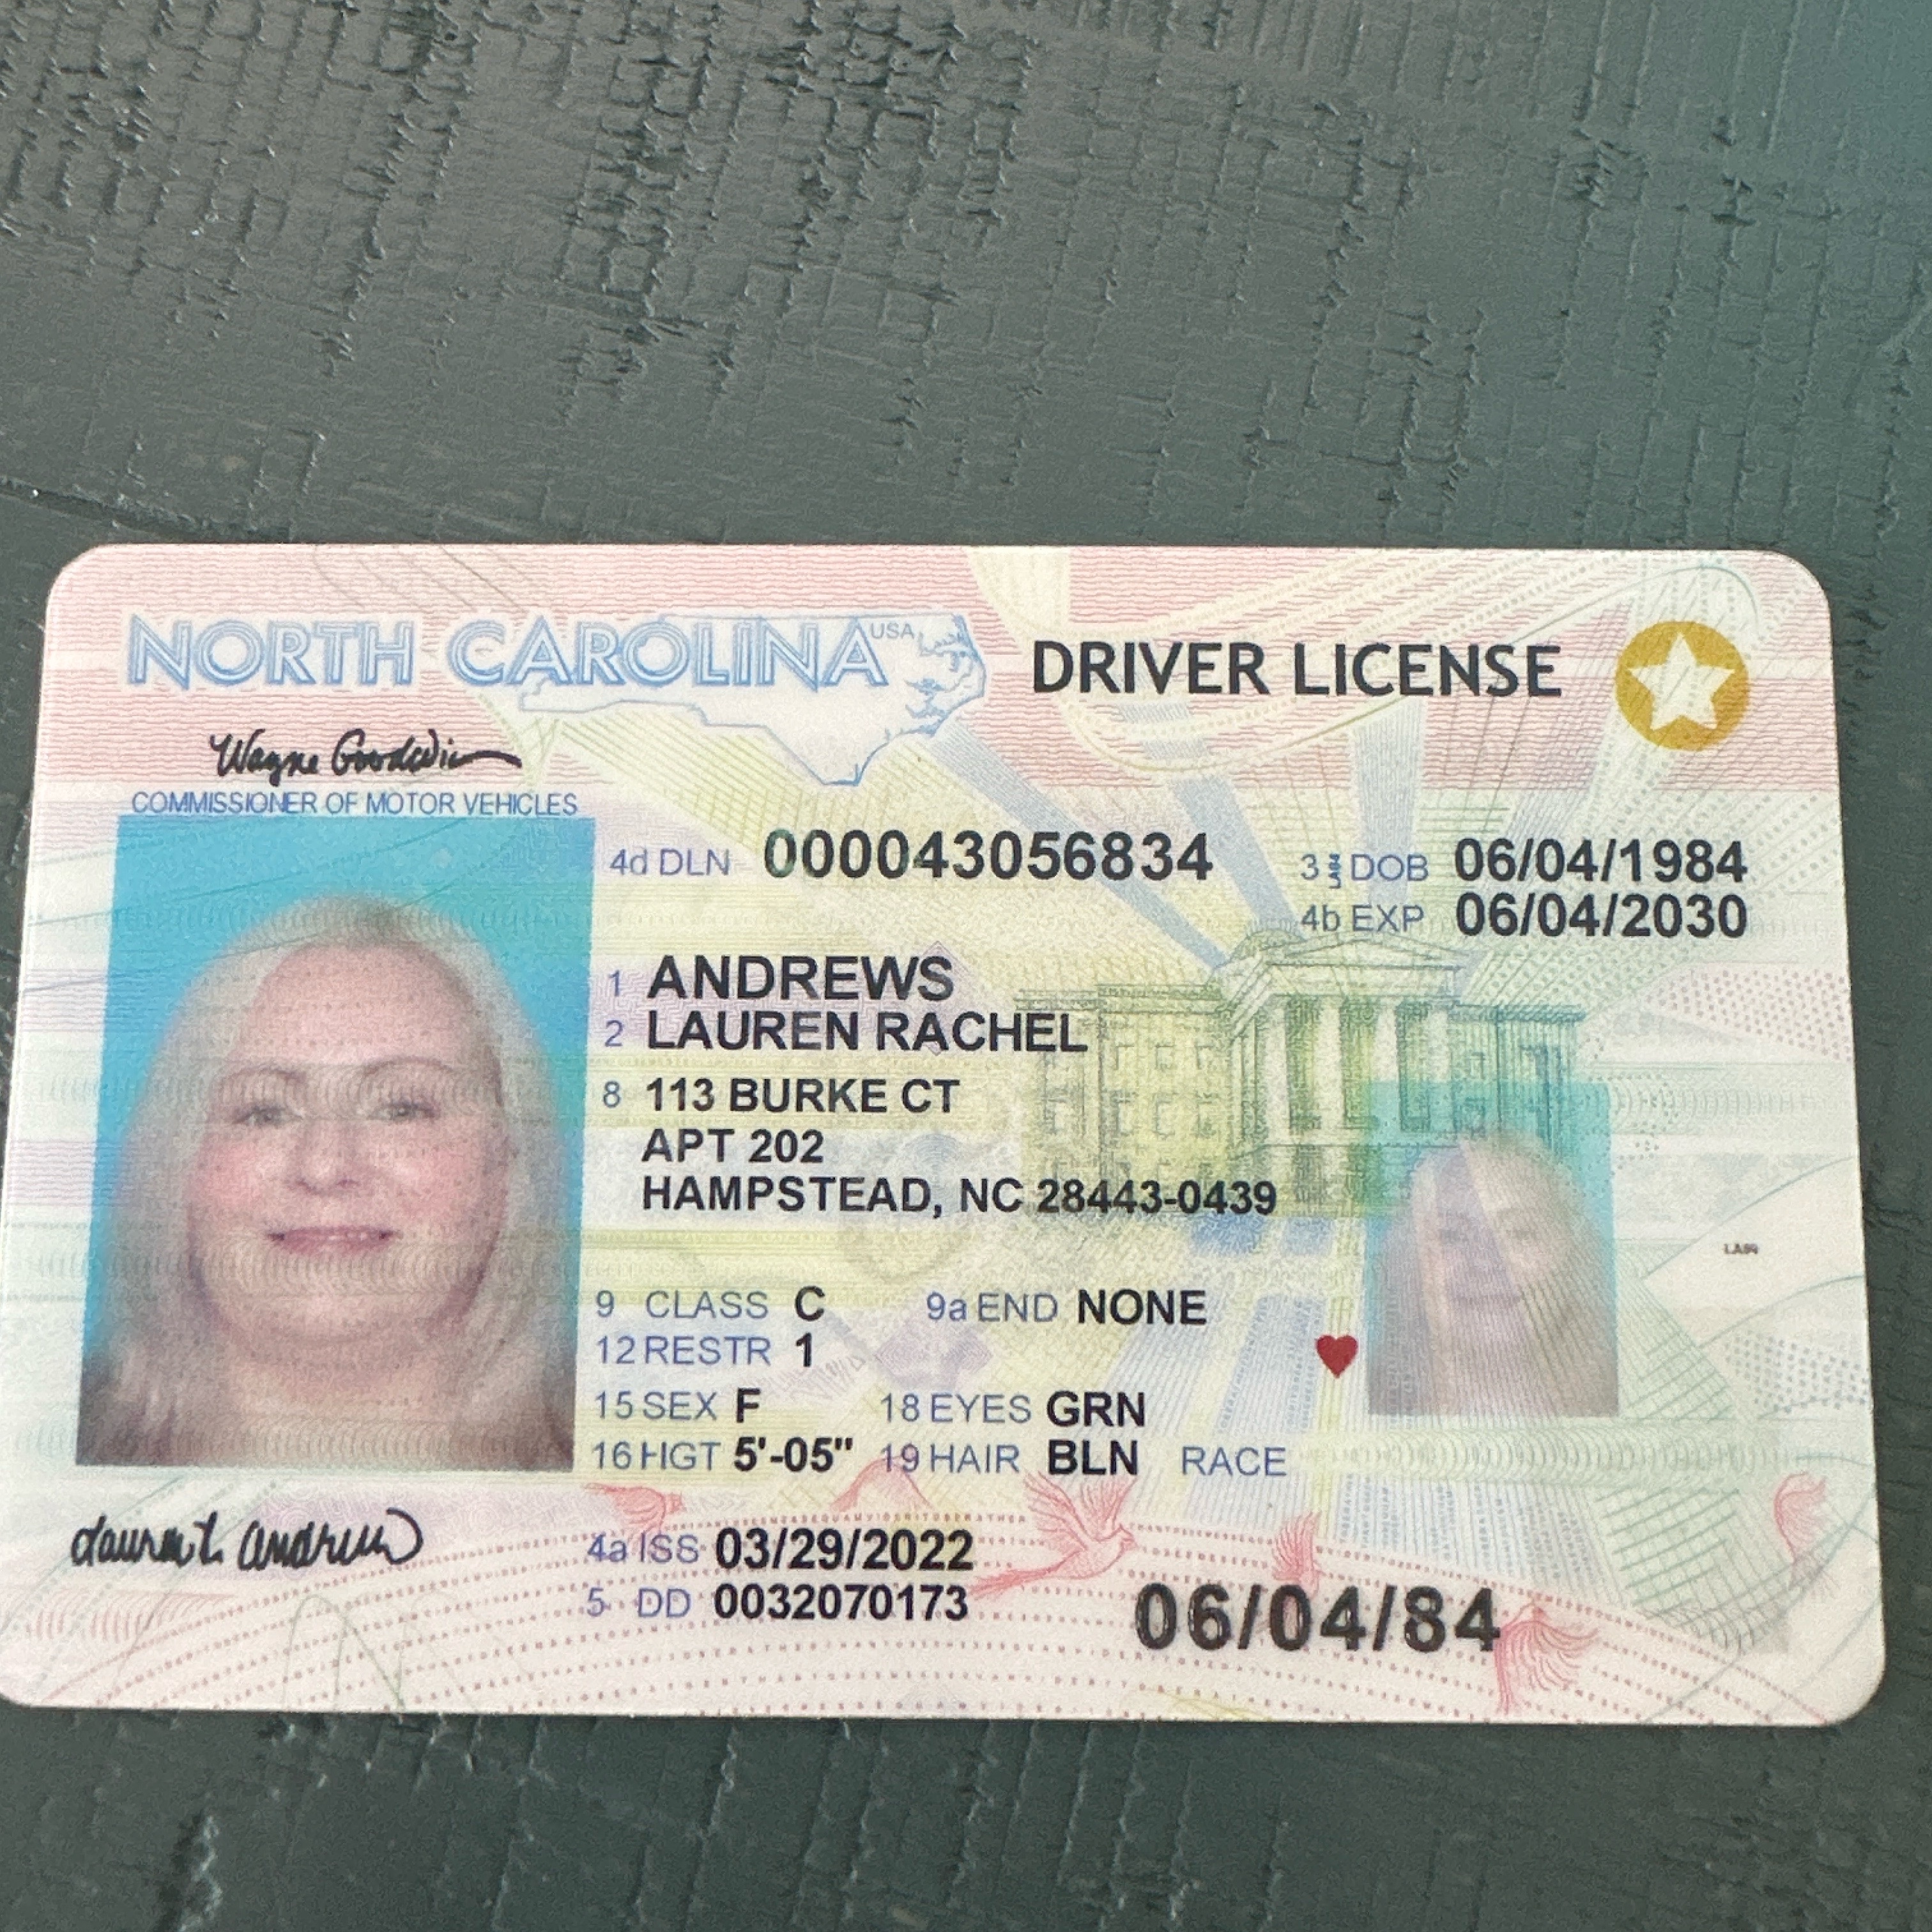 NORTH CAROLINA USA
DRIVER LICENSE
Wayne Goodwin
COMMISSIONER OF MOTOR VEHICLES
4d DLN 000043056834
3 DOB 06/04/1984
4b EXP 06/04/2030
1 ANDREWS
2 LAUREN RACHEL
8 113 BURKE CT
APT 202
HAMPSTEAD, NC 28443-0439
9 CLASS C 9a END NONE
12 RESTR 1
15 SEX F 18 EYES GRN
16 HGT 5'-05" 19 HAIR BLN RACE
4a ISS 03/29/2022
5 DD 0032070173
06/04/84